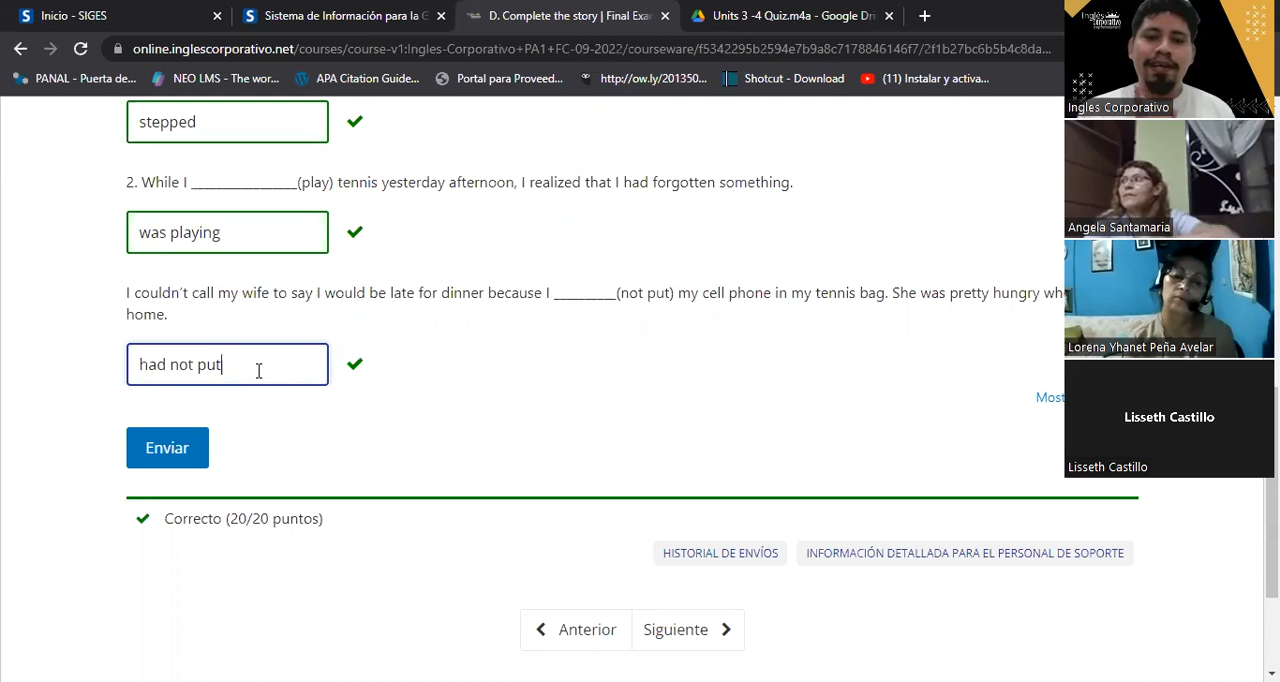 Inicio - SIGES
Sistema de Información para la G
D. Complete the story | Final Exa
Units 3 -4 Quiz.m4a - Google Dri
online.inglescorporativo.net/courses/course-v1:Ingles-Corporativo+PA1+FC-09-2022/courseware/f5342295b2594e7b9a8c7178846146f7/2f1b27bc6b5b4c8da...
PANAL - Puerta de...
NEO LMS - The wor...
APA Citation Guide...
Portal para Proveed...
http://ow.ly/201350...
Shotcut - Download
(11) Instalar y activa...
stepped
2. While I ________________(play) tennis yesterday afternoon, I realized that I had forgotten something.
was playing
I couldn't call my wife to say I would be late for dinner because I _________(not put) my cell phone in my tennis bag. She was pretty hungry wh
home.
had not put
Most
Enviar
Correcto (20/20 puntos)
HISTORIAL DE ENVÍOS
INFORMACIÓN DETALLADA PARA EL PERSONAL DE SOPORTE
Anterior
Siguiente
Inglés
Corporativo
Ingles Corporativo
Angela Santamaria
Lorena Yhanet Peña Avelar
Lisseth Castillo
Lisseth Castillo